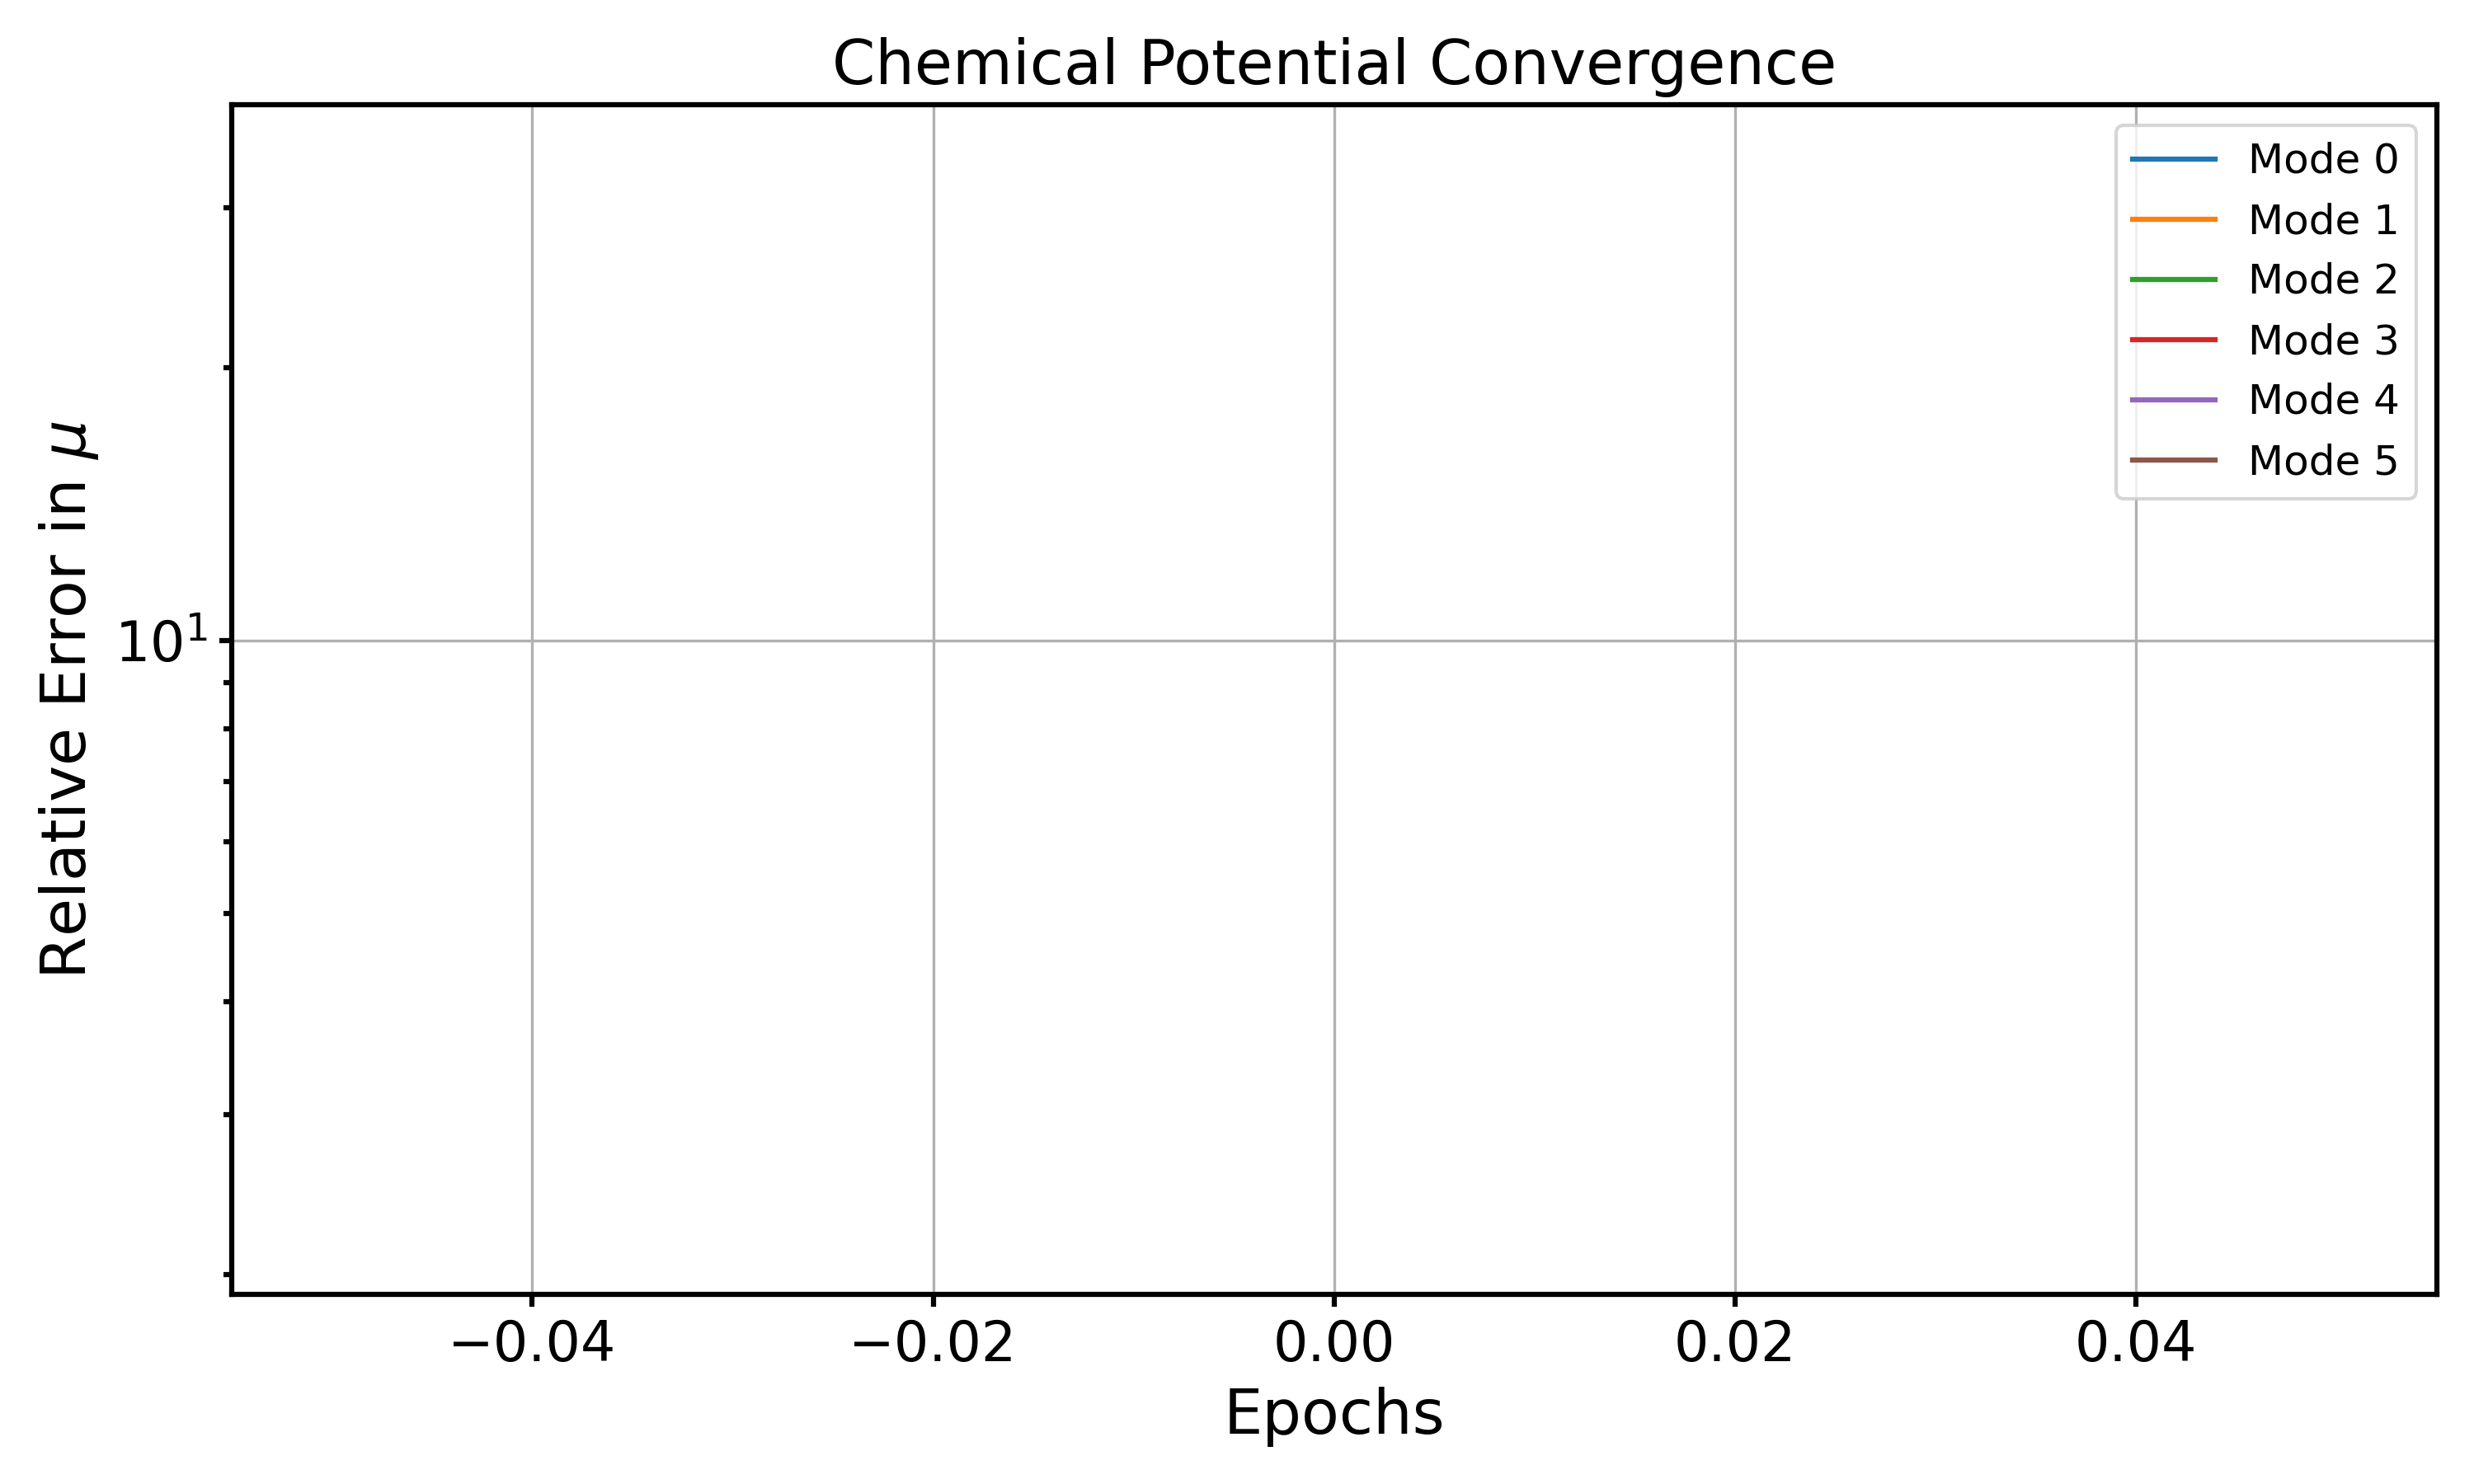 Chemical Potential Convergence
Relative Error in μ
10¹
Mode 0
Mode 1
Mode 2
Mode 3
Mode 4
Mode 5
−0.04
−0.02
0.00
0.02
0.04
Epochs